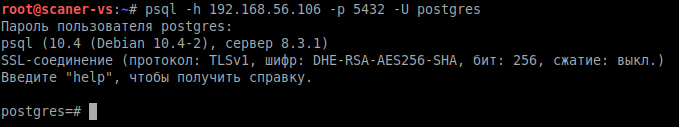 root@scaner-vs:~# psql -h 192.168.56.106 -p 5432 -U postgres
Пароль пользователя postgres:
psql (10.4 (Debian 10.4-2), сервер 8.3.1)
SSL-соединение (протокол: TLSv1, шифр: DHE-RSA-AES256-SHA, бит: 256, сжатие: выкл.)
Введите "help", чтобы получить справку.
postgres=#